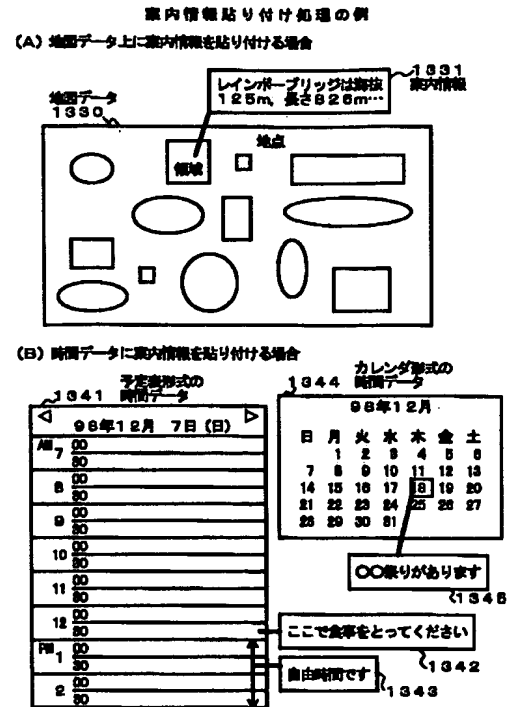 案内情報貼り付け処理の例
(A) 地図データ上に案内情報を貼り付ける場合
1331
案内情報
レインボーブリッジは海抜
125m, 長さ826m…
地図データ
1330
地点
領域
(B) 時間データに案内情報を貼り付ける場合
予定表形式の
時間データ
1341
98年12月 7日(日)
AM 7 00
30
8 00
30
9 00
30
10 00
30
11 00
30
12 00
30
PM 1 00
30
2 00
30
カレンダ形式の
時間データ
1344
98年12月
日 月 火 水 木 金 土
1 2 3 4 5 6
7 8 9 10 11 12 13
14 15 16 17 18 19 20
21 22 23 24 25 26 27
28 29 30 31
〇〇祭りがあります
1345
ここで食事をとってください
1342
自由時間です
1343